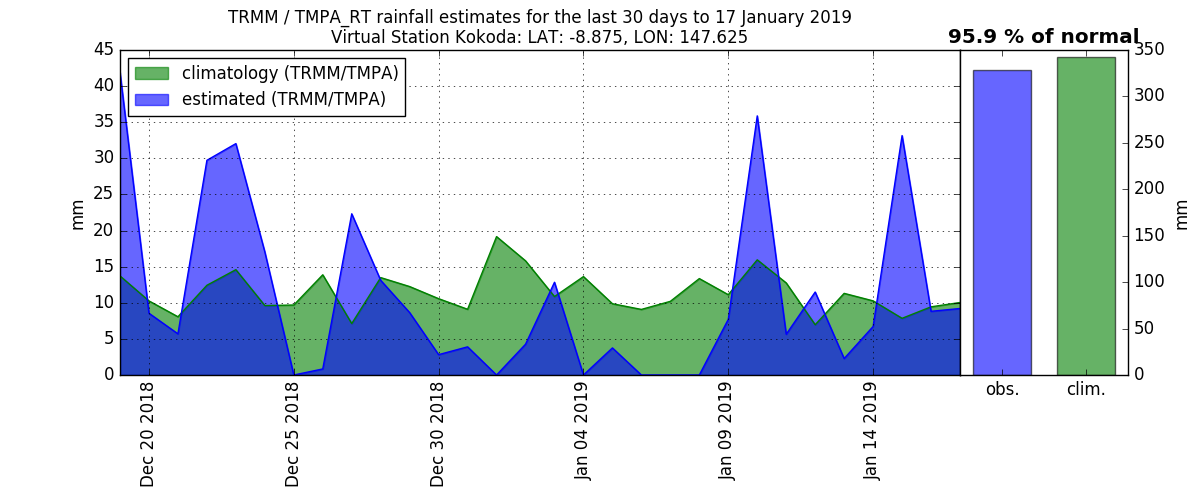 TRMM / TMPA_RT rainfall estimates for the last 30 days to 17 January 2019
Virtual Station Kokoda: LAT: -8.875, LON: 147.625
95.9 % of normal
climatology (TRMM/TMPA)
estimated (TRMM/TMPA)
45
40
35
30
25
20
15
10
5
0
mm
Dec 20 2018
Dec 25 2018
Dec 30 2018
Jan 04 2019
Jan 09 2019
Jan 14 2019
obs.
clim.
350
300
250
200
150
100
50
0
mm